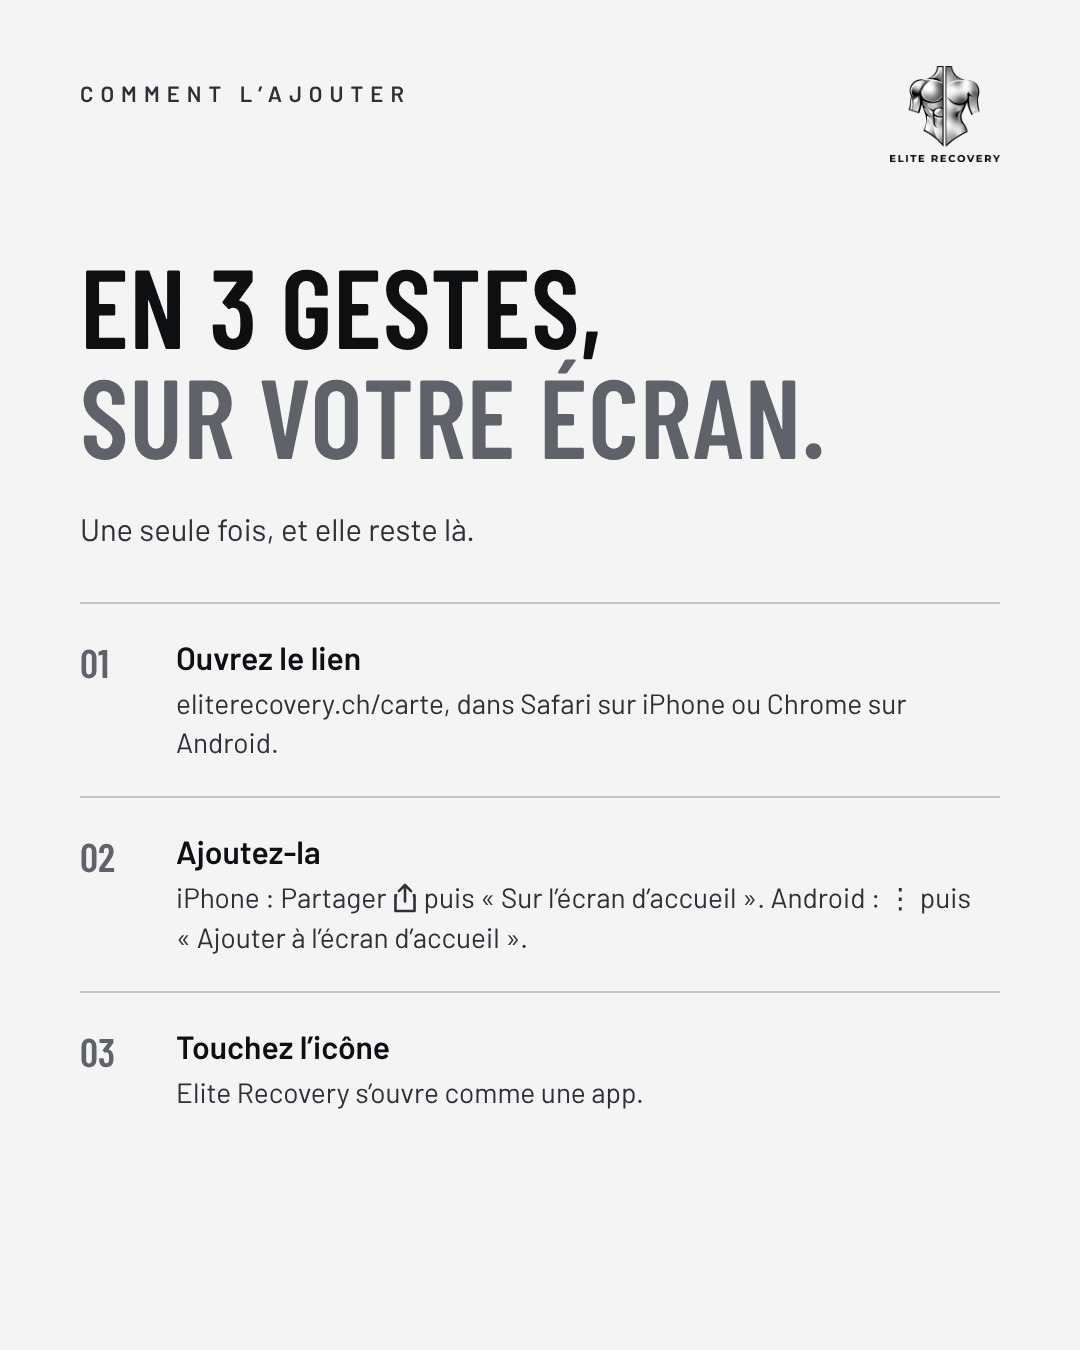 COMMENT L’AJOUTER
ELITE RECOVERY
EN 3 GESTES,
SUR VOTRE ÉCRAN.
Une seule fois, et elle reste là.
01
Ouvrez le lien
eliterecovery.ch/carte, dans Safari sur iPhone ou Chrome sur
Android.
02
Ajoutez-la
iPhone : Partager puis « Sur l’écran d’accueil ». Android : ⋮ puis
« Ajouter à l’écran d’accueil ».
03
Touchez l’icône
Elite Recovery s’ouvre comme une app.